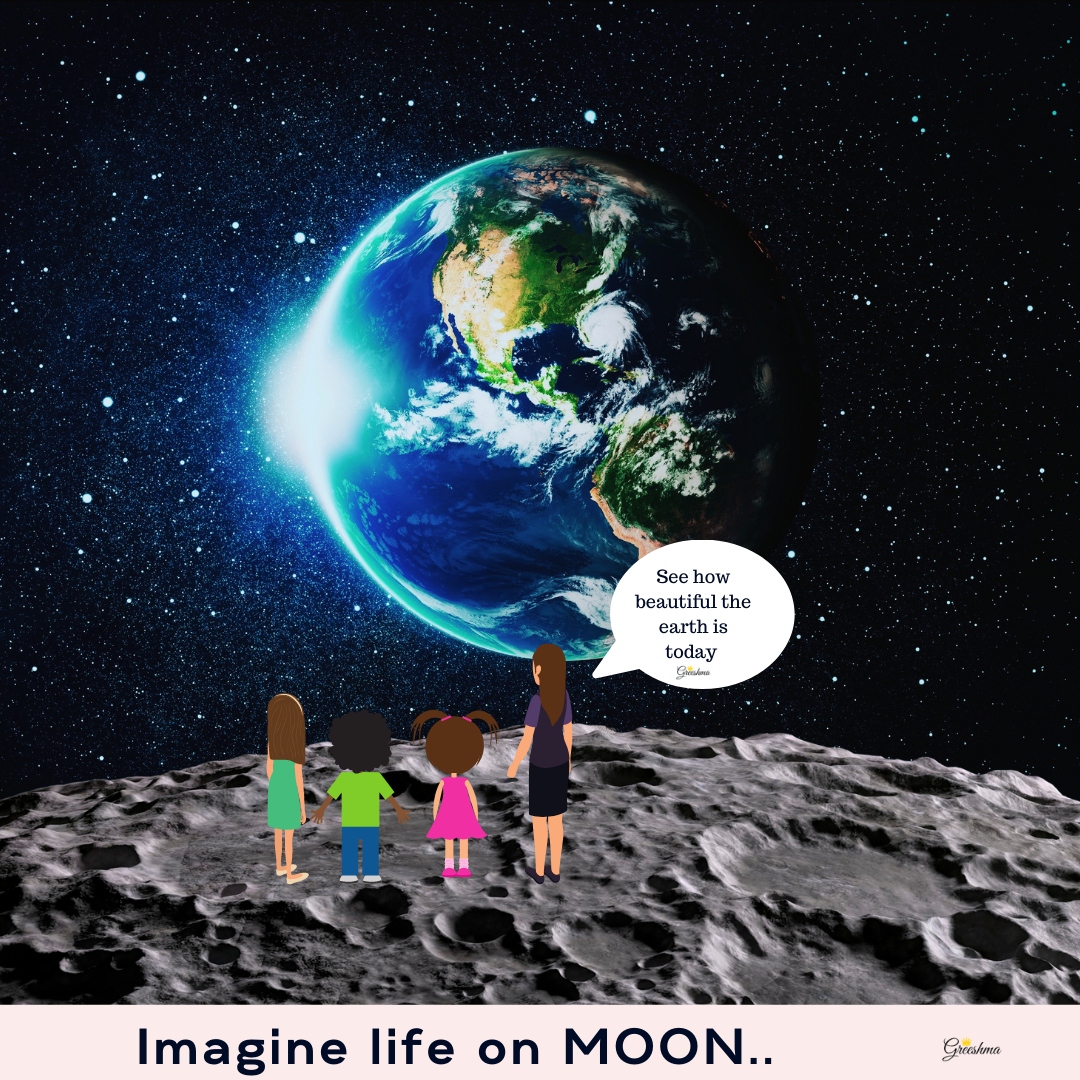 See how
beautiful the
earth is
today
Greeshma
Imagine life on MOON..
Greeshma